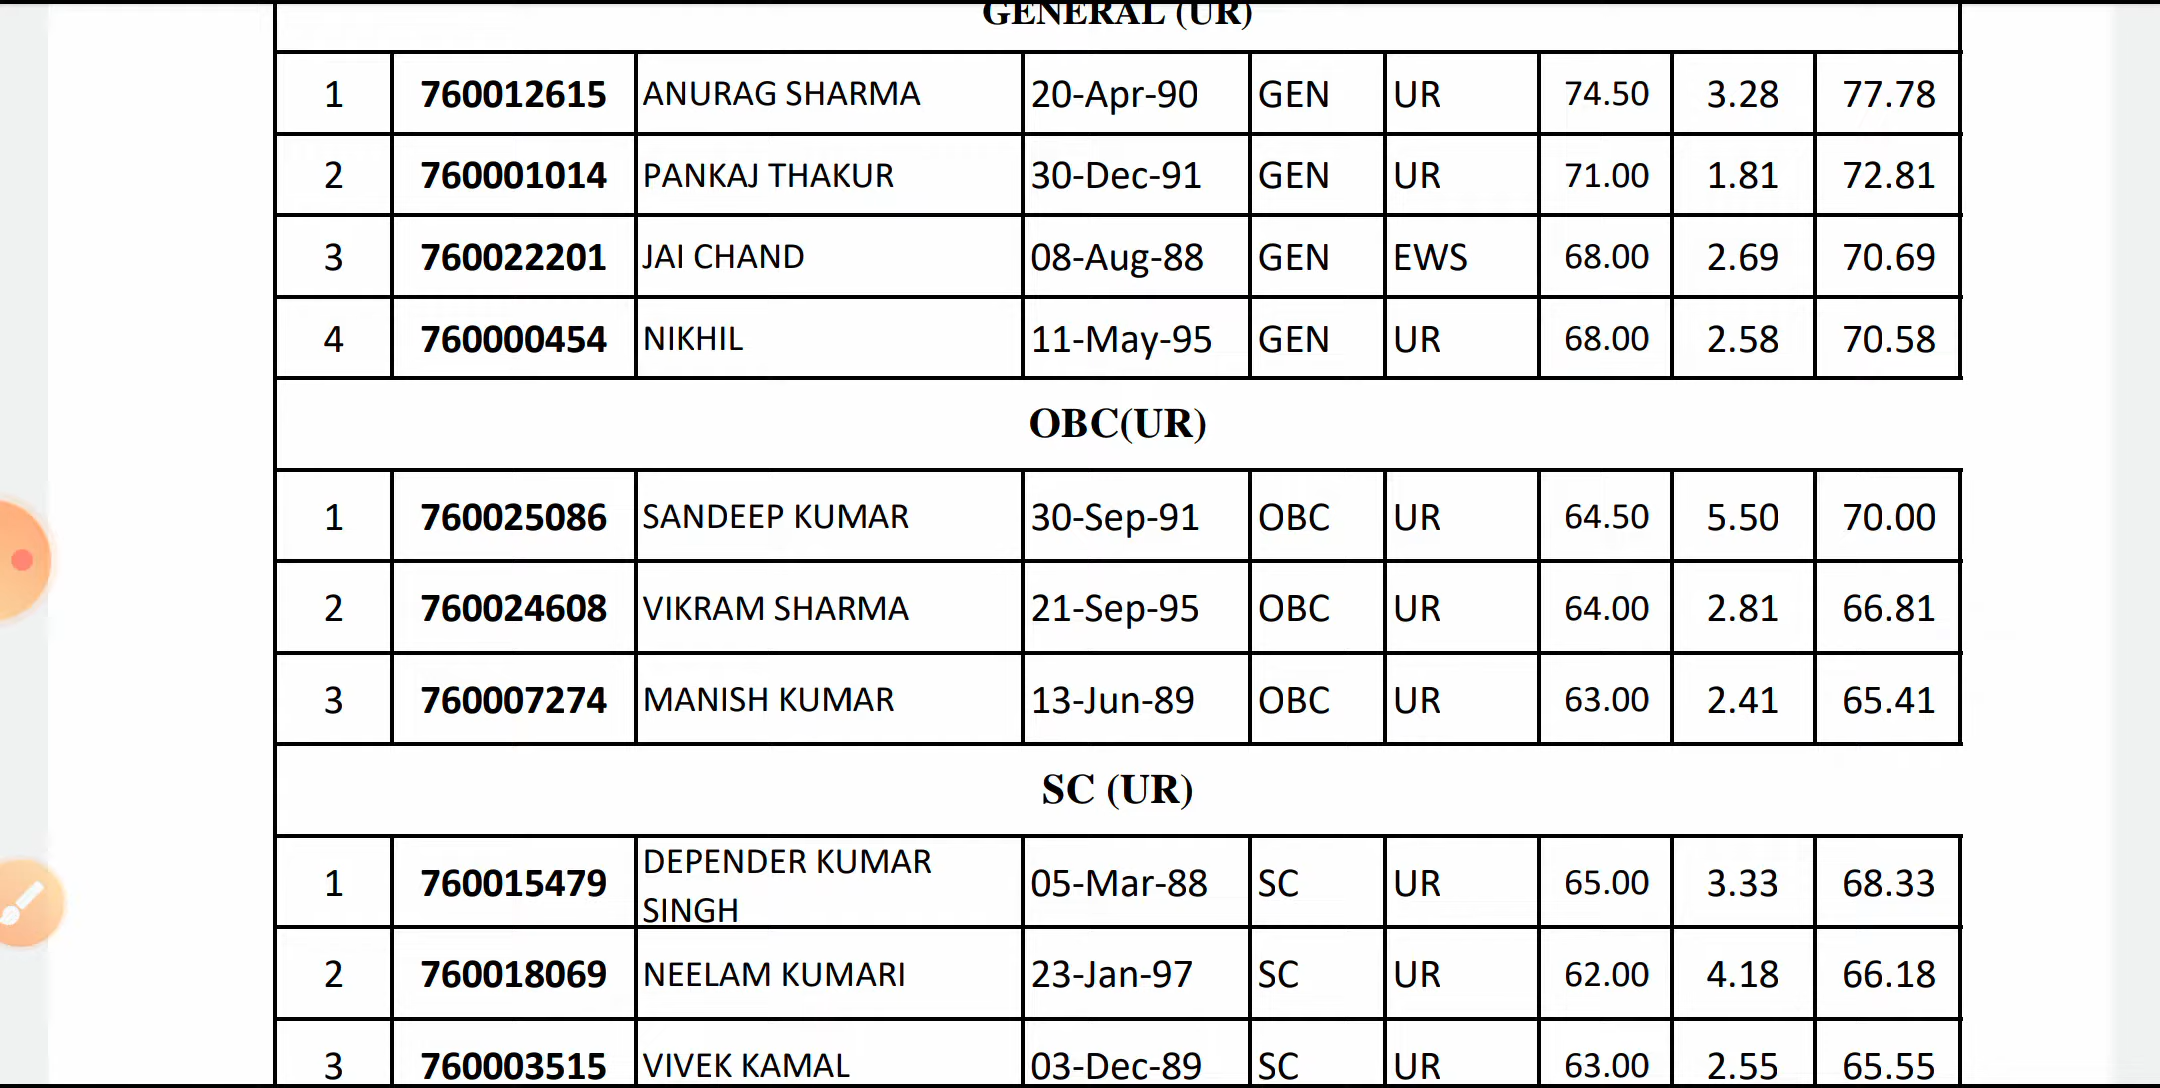 GENERAL (UR)
1 760012615 ANURAG SHARMA 20-Apr-90 GEN UR 74.50 3.28 77.78
2 760001014 PANKAJ THAKUR 30-Dec-91 GEN UR 71.00 1.81 72.81
3 760022201 JAI CHAND 08-Aug-88 GEN EWS 68.00 2.69 70.69
4 760000454 NIKHIL 11-May-95 GEN UR 68.00 2.58 70.58
OBC(UR)
1 760025086 SANDEEP KUMAR 30-Sep-91 OBC UR 64.50 5.50 70.00
2 760024608 VIKRAM SHARMA 21-Sep-95 OBC UR 64.00 2.81 66.81
3 760007274 MANISH KUMAR 13-Jun-89 OBC UR 63.00 2.41 65.41
SC (UR)
1 760015479 DEPENDER KUMAR SINGH 05-Mar-88 SC UR 65.00 3.33 68.33
2 760018069 NEELAM KUMARI 23-Jan-97 SC UR 62.00 4.18 66.18
3 760003515 VIVEK KAMAL 03-Dec-89 SC UR 63.00 2.55 65.55